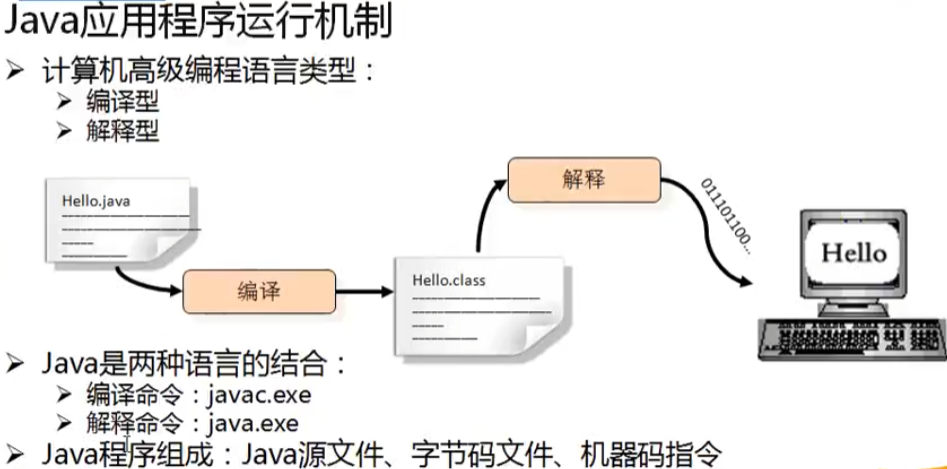 Java应用程序运行机制
计算机高级编程语言类型：
编译型
解释型
解释
011101100...
Hello.java
Hello
编译
Hello.class
Java是两种语言的结合：
编译命令：javac.exe
解释命令：java.exe
Java程序组成：Java源文件、字节码文件、机器码指令